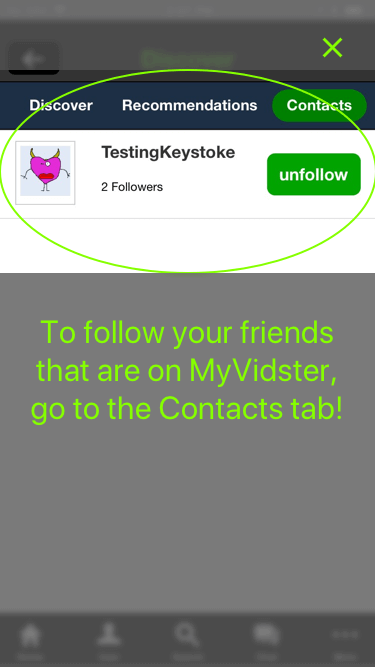 Discover
Discover Recommendations Contacts
TestingKeystoke
2 Followers
unfollow
To follow your friends
that are on MyVidster,
go to the Contacts tab!